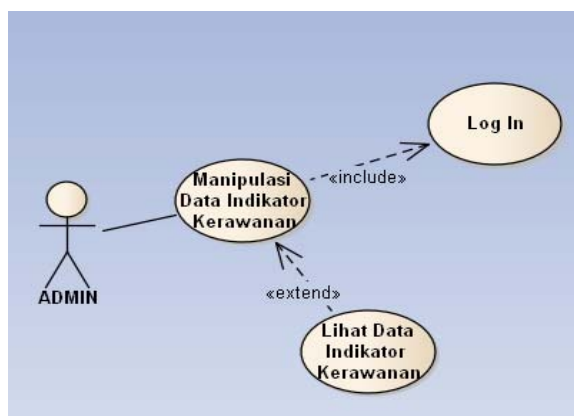 Log In
«include»
Manipulasi
Data Indikator
Kerawanan
ADMIN
«extend»
Lihat Data
Indikator
Kerawanan